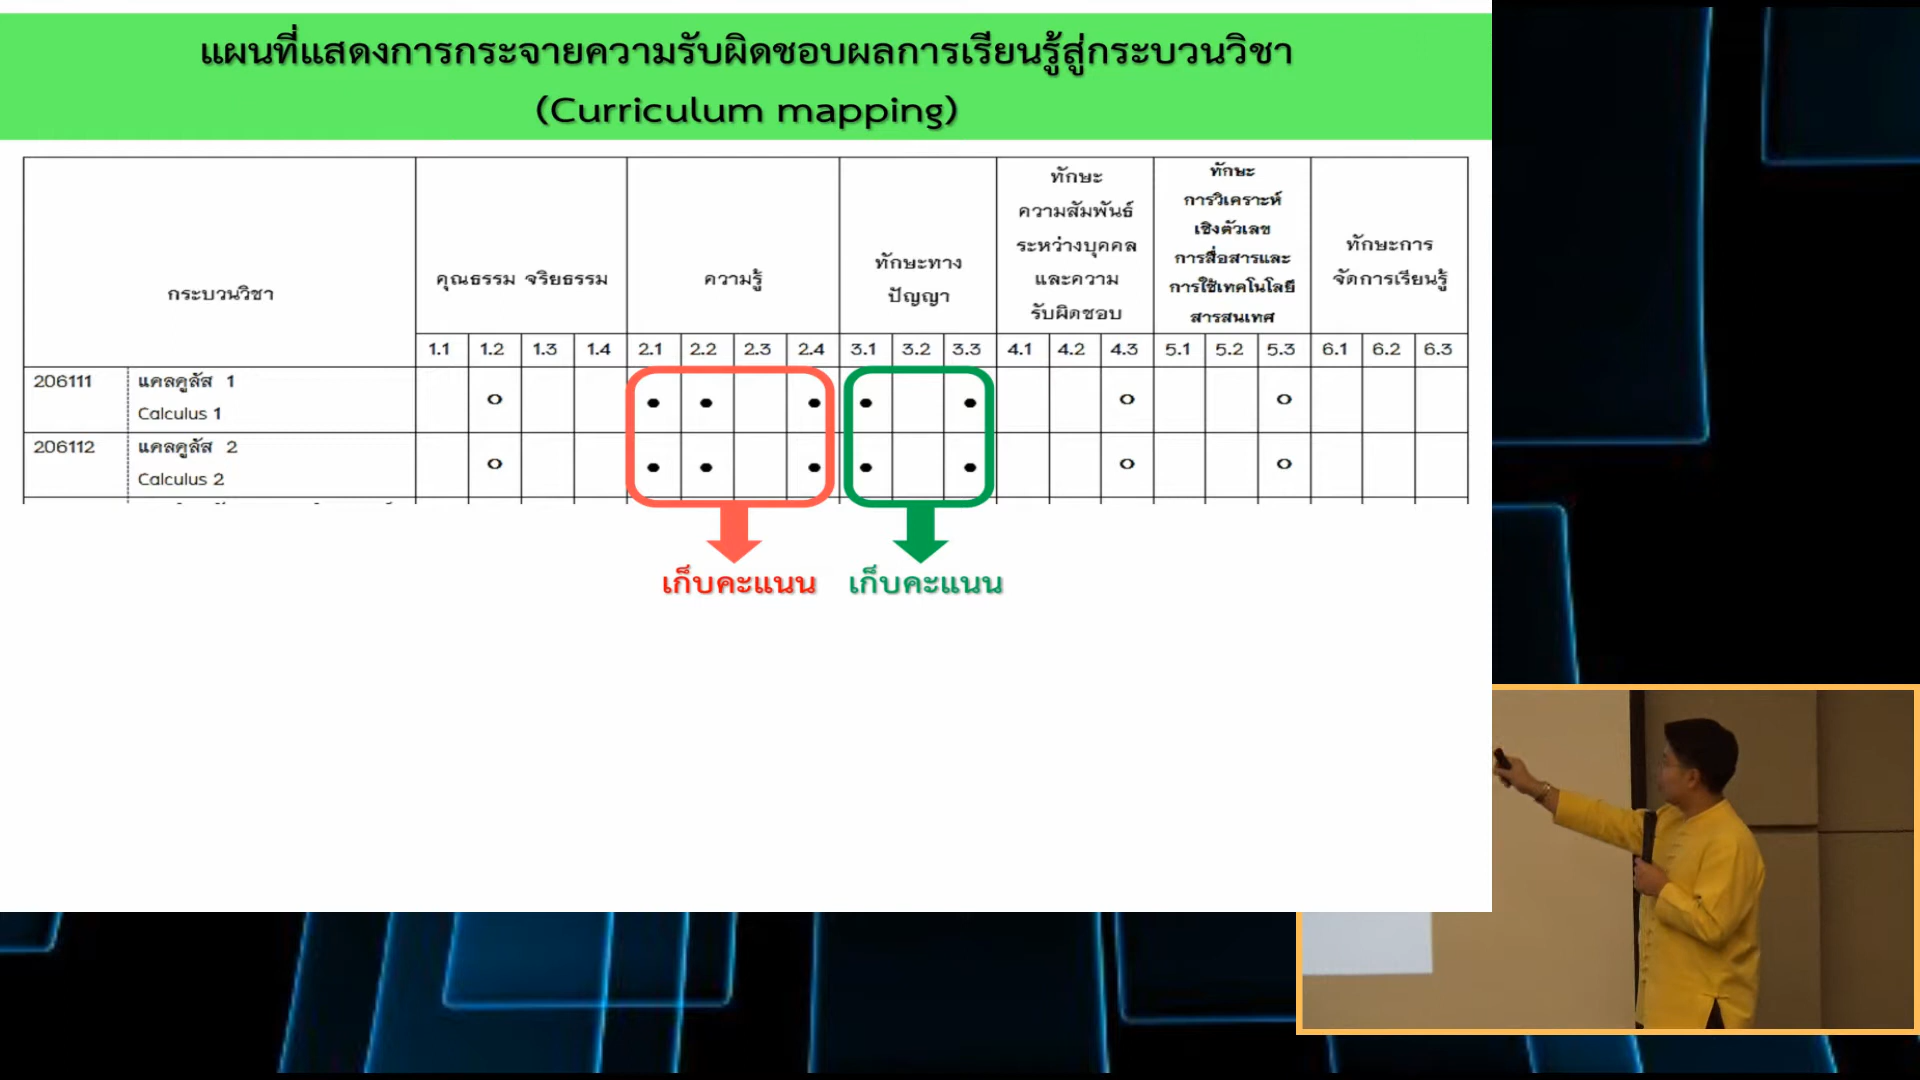 แผนที่แสดงการกระจายความรับผิดชอบผลการเรียนรู้สู่กระบวนวิชา
(Curriculum mapping)
กระบวนวิชา
คุณธรรม จริยธรรม
ความรู้
ทักษะทาง
ปัญญา
ทักษะ
ความสัมพันธ์
ระหว่างบุคคล
และความ
รับผิดชอบ
ทักษะ
การวิเคราะห์
เชิงตัวเลข
การสื่อสารและ
การใช้เทคโนโลยี
สารสนเทศ
ทักษะการ
จัดการเรียนรู้
1.1 1.2 1.3 1.4 2.1 2.2 2.3 2.4 3.1 3.2 3.3 4.1 4.2 4.3 5.1 5.2 5.3 6.1 6.2 6.3
206111 แคลคูลัส 1
Calculus 1
206112 แคลคูลัส 2
Calculus 2
เก็บคะแนน เก็บคะแนน